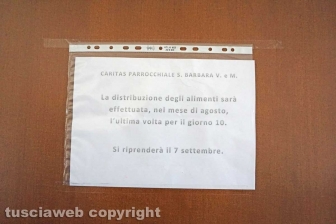 CARITAS PARROCCHIALE S. BARBARA V. e M.
La distribuzione degli alimenti sarà
effettuata, nel mese di agosto,
l'ultima volta per il giorno 10.
Si riprenderà il 7 settembre.
tusciaweb copyright